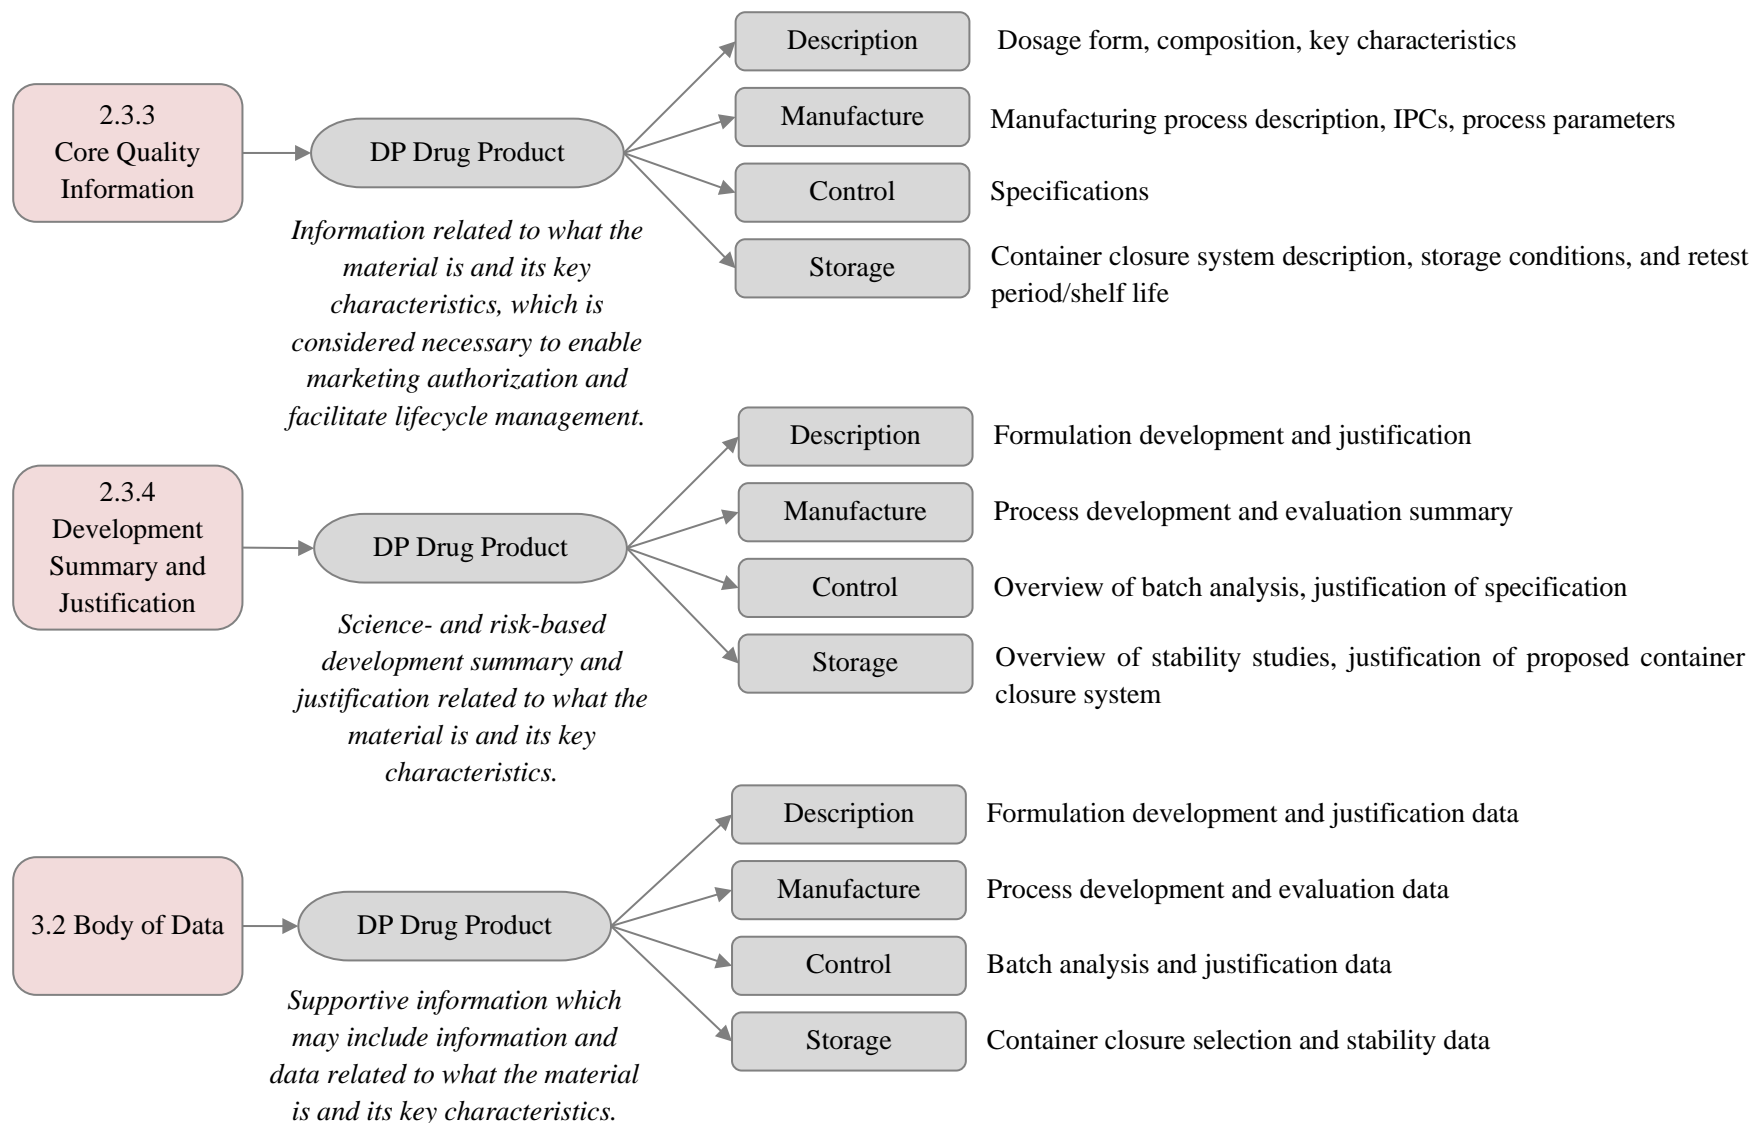 2.3.3
Core Quality
Information
DP Drug Product
Information related to what the
material is and its key
characteristics, which is
considered necessary to enable
marketing authorization and
facilitate lifecycle management.
Description
Dosage form, composition, key characteristics
Manufacture
Manufacturing process description, IPCs, process parameters
Control
Specifications
Storage
Container closure system description, storage conditions, and retest
period/shelf life
2.3.4
Development
Summary and
Justification
DP Drug Product
Science- and risk-based
development summary and
justification related to what the
material is and its key
characteristics.
Description
Formulation development and justification
Manufacture
Process development and evaluation summary
Control
Overview of batch analysis, justification of specification
Storage
Overview of stability studies, justification of proposed container
closure system
3.2 Body of Data
DP Drug Product
Supportive information which
may include information and
data related to what the material
is and its key characteristics.
Description
Formulation development and justification data
Manufacture
Process development and evaluation data
Control
Batch analysis and justification data
Storage
Container closure selection and stability data